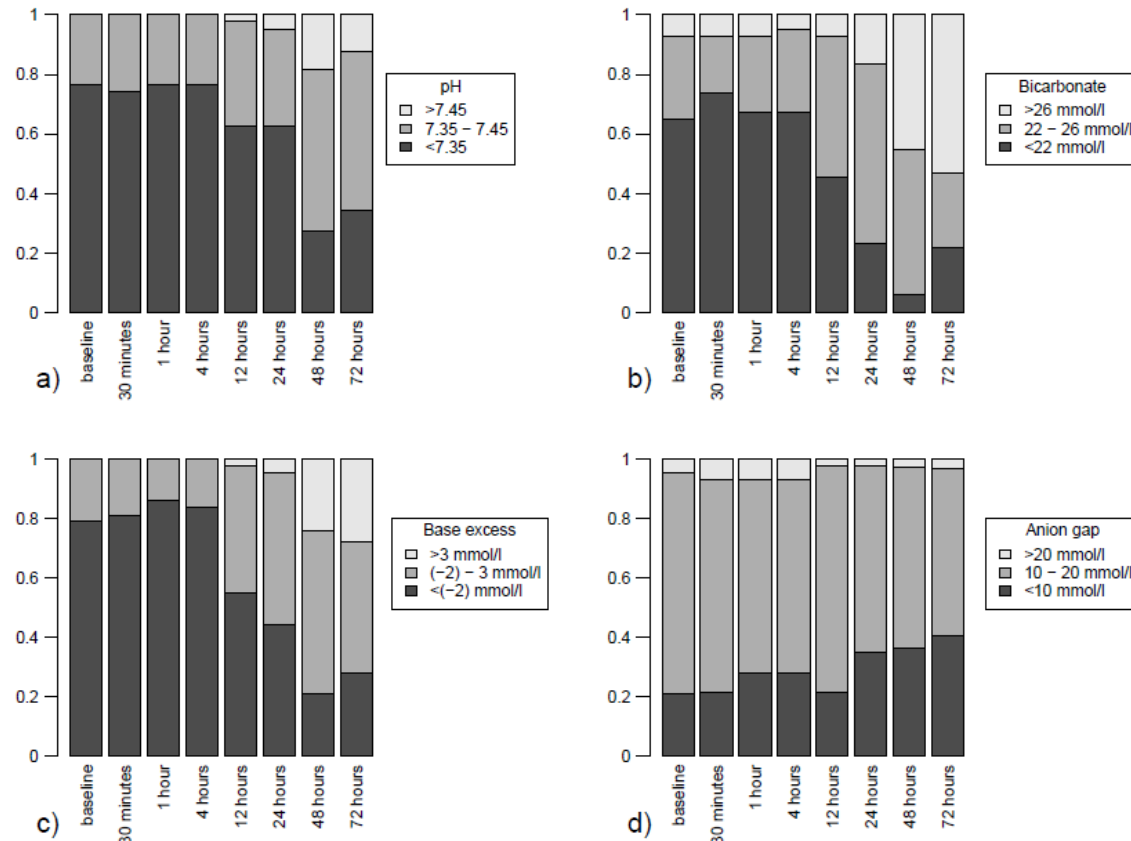 1
0.8
0.6
0.4
0.2
0
baseline
30 minutes
1 hour
4 hours
12 hours
24 hours
48 hours
72 hours
a)
pH
>7.45
7.35 − 7.45
<7.35
1
0.8
0.6
0.4
0.2
0
baseline
30 minutes
1 hour
4 hours
12 hours
24 hours
48 hours
72 hours
b)
Bicarbonate
>26 mmol/l
22 − 26 mmol/l
<22 mmol/l
1
0.8
0.6
0.4
0.2
0
baseline
30 minutes
1 hour
4 hours
12 hours
24 hours
48 hours
72 hours
c)
Base excess
>3 mmol/l
(−2) − 3 mmol/l
<(−2) mmol/l
1
0.8
0.6
0.4
0.2
0
baseline
30 minutes
1 hour
4 hours
12 hours
24 hours
48 hours
72 hours
d)
Anion gap
>20 mmol/l
10 − 20 mmol/l
<10 mmol/l